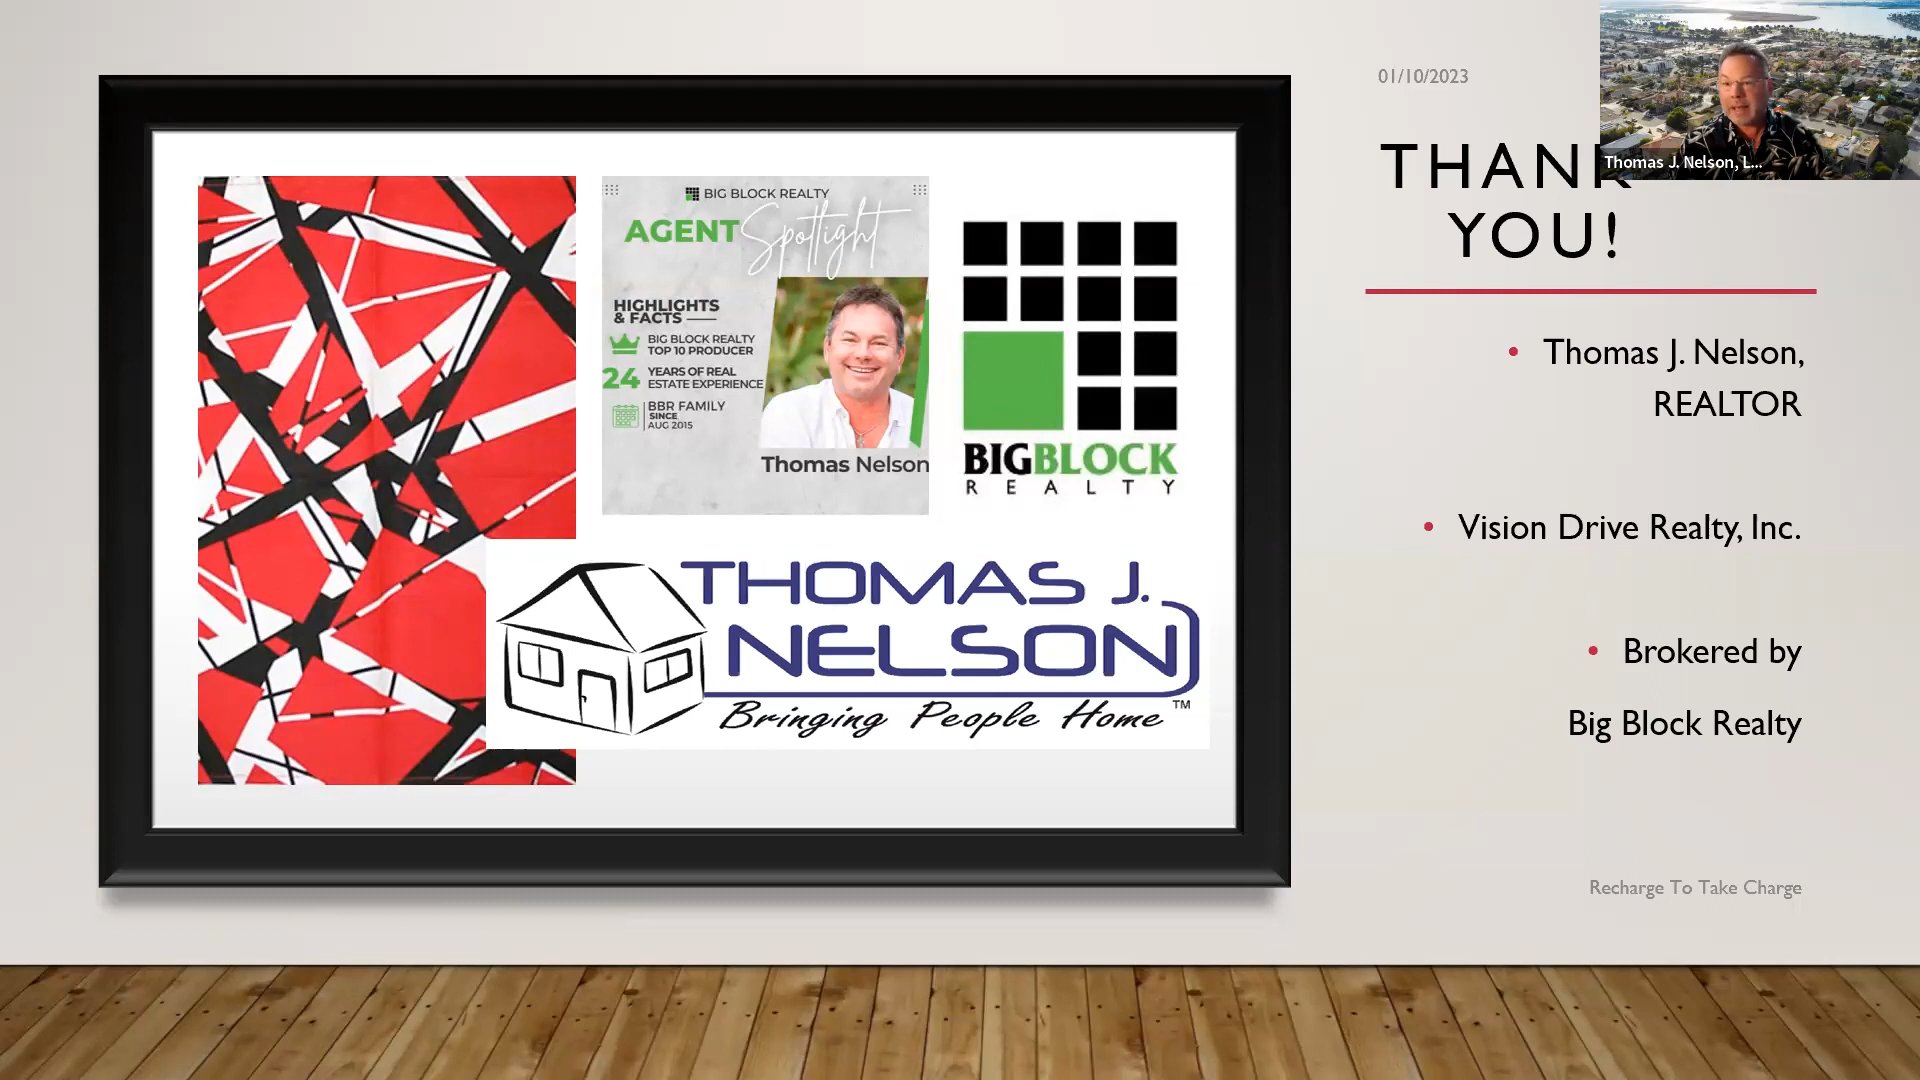 BIG BLOCK REALTY
AGENT Spotlight
HIGHLIGHTS
& FACTS
BIG BLOCK REALTY
TOP 10 PRODUCER
24 YEARS OF REAL
ESTATE EXPERIENCE
BBR FAMILY
SINCE
AUG 2015
Thomas Nelson
BIGBLOCK
REALTY
THOMAS J.
NELSON
Bringing People Home ™
01/10/2023
THANK
YOU!
Thomas J. Nelson, L...
• Thomas J. Nelson,
REALTOR
• Vision Drive Realty, Inc.
• Brokered by
Big Block Realty
Recharge To Take Charge